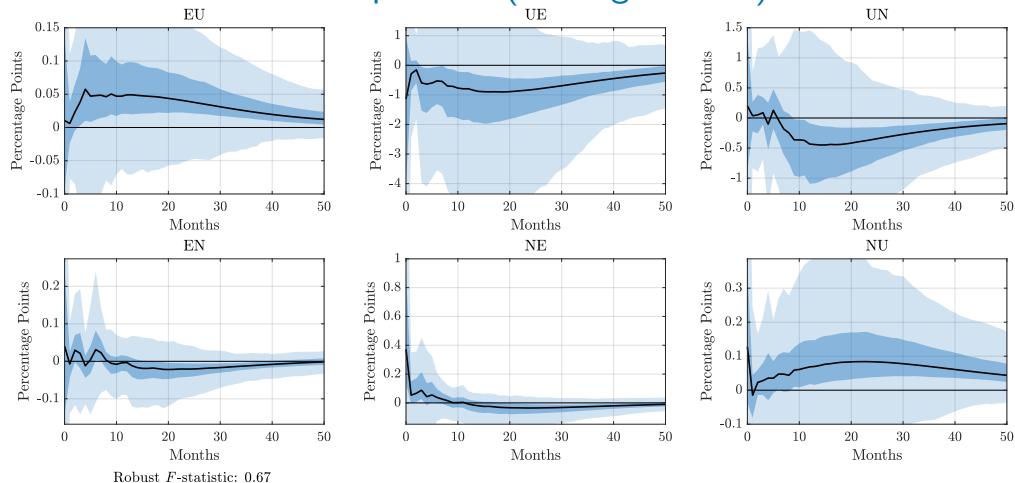 EU
UE
UN
0.15
0.1
0.05
0
-0.05
-0.1
Percentage Points
0 10 20 30 40 50
Months
1
0
-1
-2
-3
-4
Percentage Points
0 10 20 30 40 50
Months
1.5
1
0.5
0
-0.5
-1
Percentage Points
0 10 20 30 40 50
Months
EN
NE
NU
0.2
0.1
0
-0.1
Percentage Points
0 10 20 30 40 50
Months
1
0.8
0.6
0.4
0.2
0
Percentage Points
0 10 20 30 40 50
Months
0.3
0.2
0.1
0
-0.1
Percentage Points
0 10 20 30 40 50
Months
Robust F-statistic: 0.67